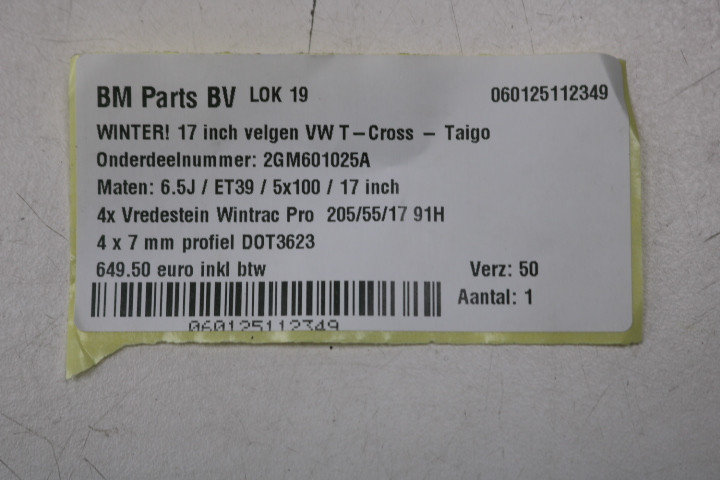 BM Parts BV LOK 19 060125112349
WINTER! 17 inch velgen VW T-Cross - Taigo
Onderdeelnummer: 2GM601025A
Maten: 6.5J / ET39 / 5x100 / 17 inch
4x Vredestein Wintrac Pro 205/55/17 91H
4 x 7 mm profiel DOT3623
649.50 euro inkl btw Verz: 50
Aantal: 1
060125112349